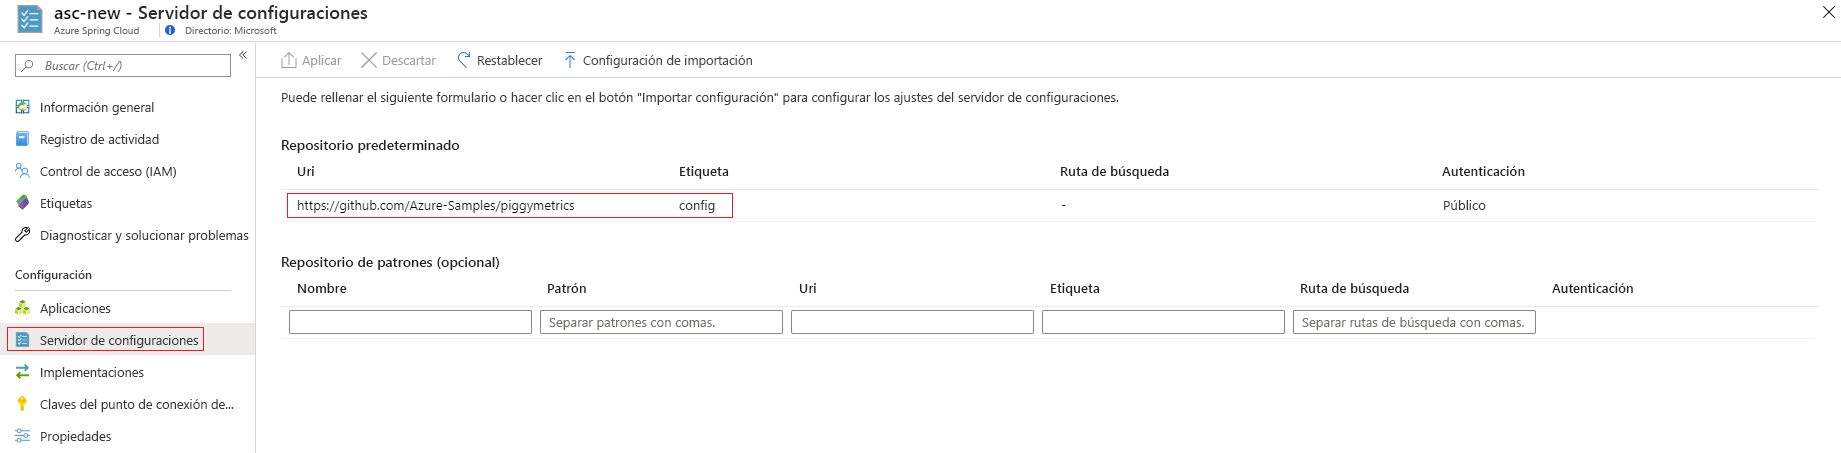 asc-new - Servidor de configuraciones
Azure Spring Cloud
Directorio: Microsoft
Buscar (Ctrl+/)
Información general
Registro de actividad
Control de acceso (IAM)
Etiquetas
Diagnosticar y solucionar problemas
Configuración
Aplicaciones
Servidor de configuraciones
Implementaciones
Claves del punto de conexión de...
Propiedades
Aplicar Descartar Restablecer Configuración de importación
Puede rellenar el siguiente formulario o hacer clic en el botón "Importar configuración" para configurar los ajustes del servidor de configuraciones.
Repositorio predeterminado
Uri Etiqueta Ruta de búsqueda Autenticación
https://github.com/Azure-Samples/piggymetrics config - Público
Repositorio de patrones (opcional)
Nombre Patrón Uri Etiqueta Ruta de búsqueda Autenticación
Separar patrones con comas. Separar rutas de búsqueda con comas.